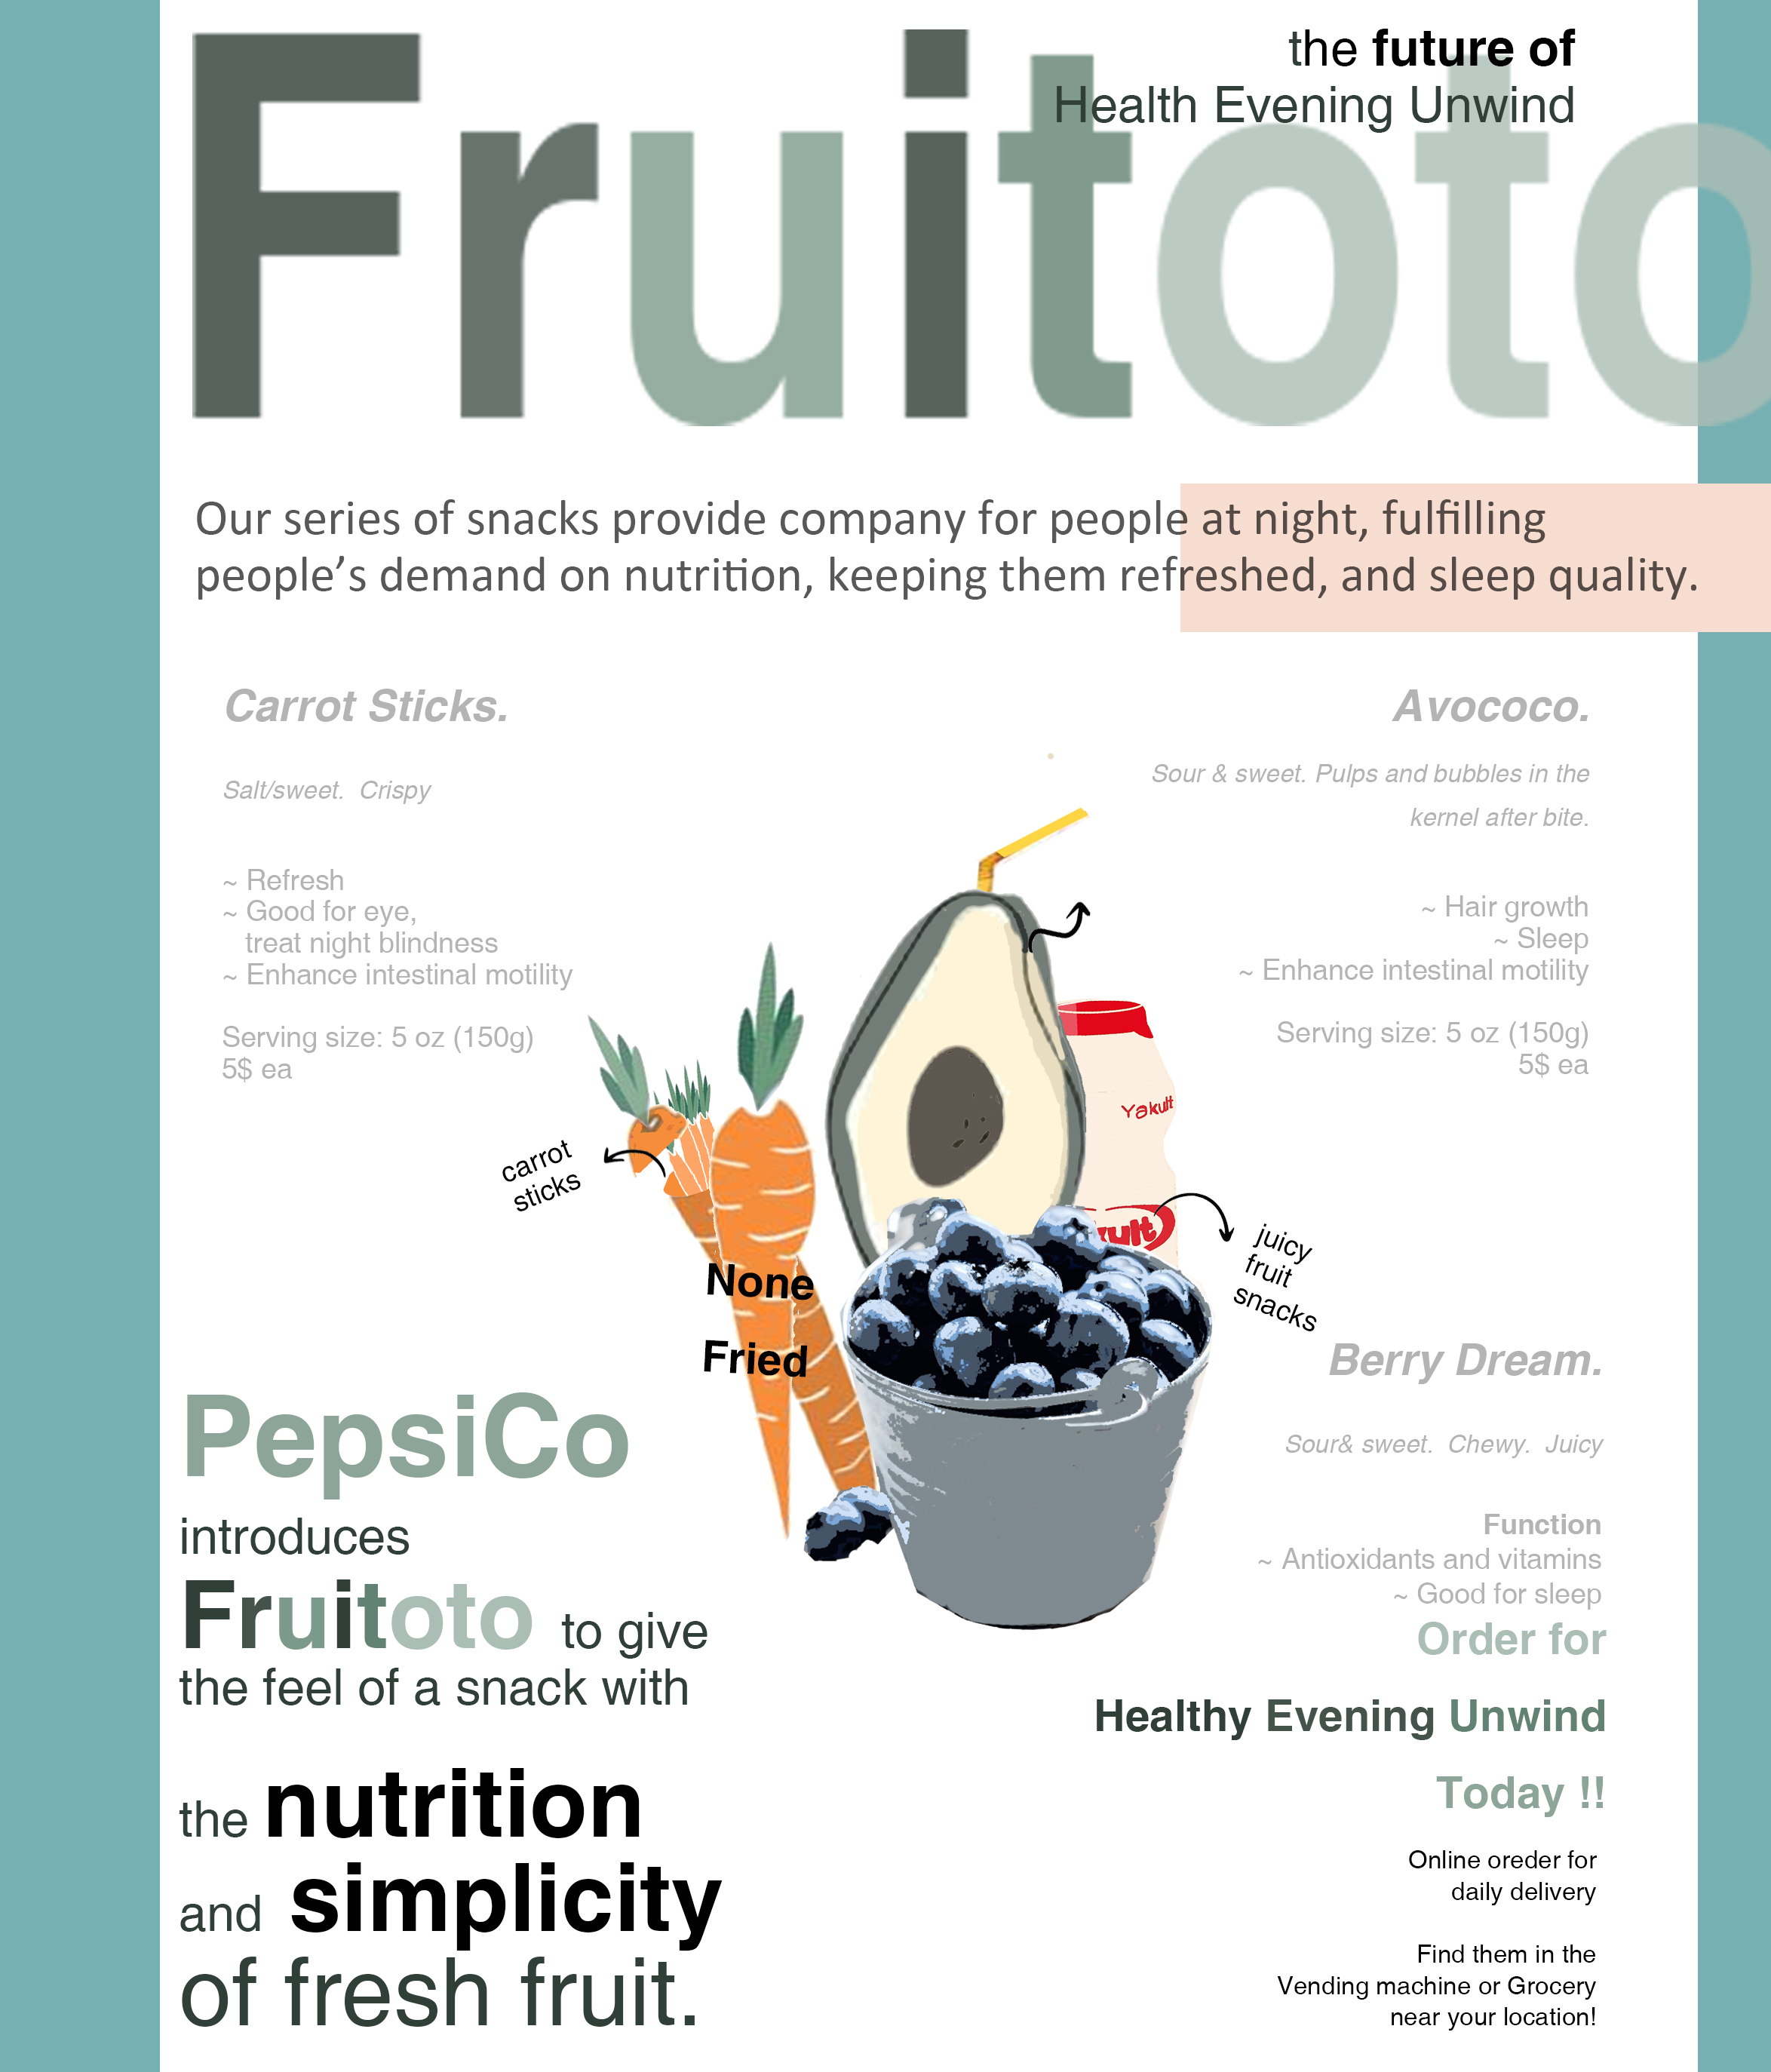 Fruitoto
the future of
Health Evening Unwind
Our series of snacks provide company for people at night, fulfilling
people's demand on nutrition, keeping them refreshed, and sleep quality.
Carrot Sticks.
Salt/sweet. Crispy
~ Refresh
~ Good for eye,
treat night blindness
~ Enhance intestinal motility
Serving size: 5 oz (150g)
5$ ea
Avococo.
Sour & sweet. Pulps and bubbles in the
kernel after bite.
~ Hair growth
~ Sleep
~ Enhance intestinal motility
Serving size: 5 oz (150g)
5$ ea
Yakult
kult
carrot
sticks
juicy
fruit
snacks
None
Fried
Berry Dream.
Sour& sweet. Chewy. Juicy
Function
~ Antioxidants and vitamins
~ Good for sleep
PepsiCo
introduces
Fruitoto to give
the feel of a snack with
the nutrition
and simplicity
of fresh fruit.
Order for
Healthy Evening Unwind
Today !!
Online oreder for
daily delivery
Find them in the
Vending machine or Grocery
near your location!